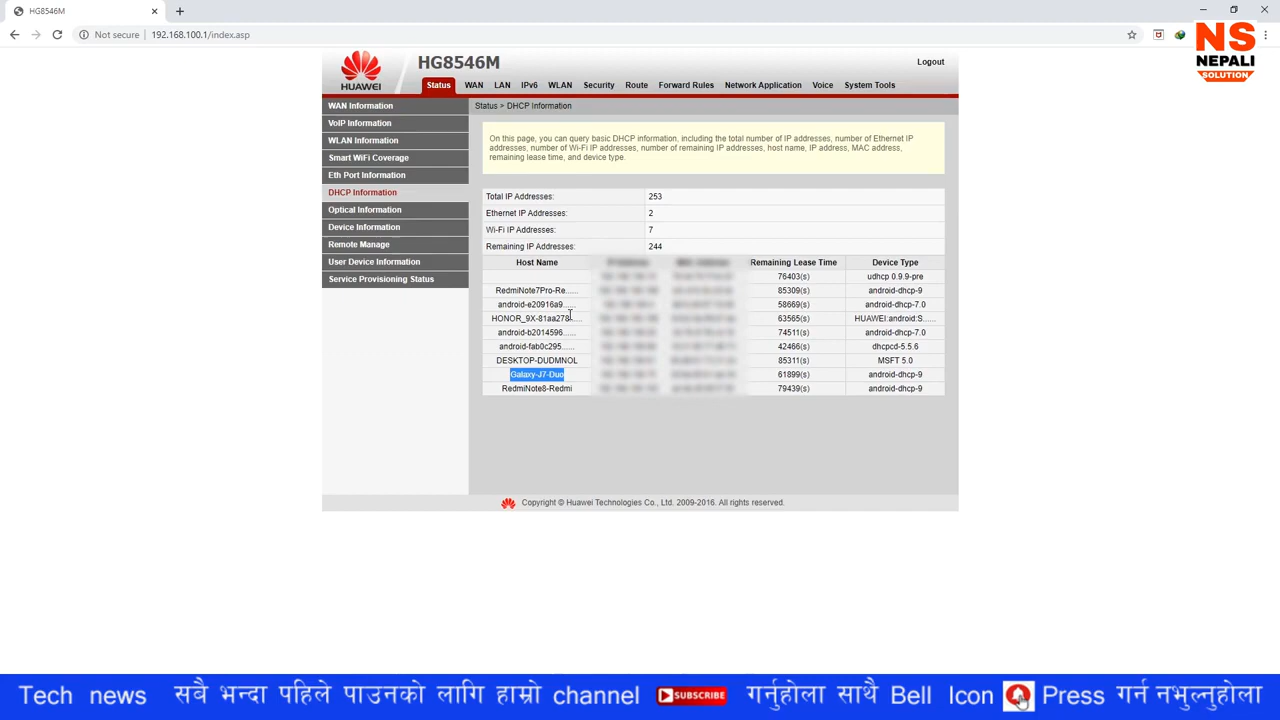 HG8546M
Not secure 192.168.100.1/index.asp
NS
NEPALI
SOLUTION
HUAWEI
HG8546M
Logout
Status WAN LAN IPv6 WLAN Security Route Forward Rules Network Application Voice System Tools
WAN Information
VoIP Information
WLAN Information
Smart WiFi Coverage
Eth Port Information
DHCP Information
Optical Information
Device Information
Remote Manage
User Device Information
Service Provisioning Status
Status > DHCP Information
On this page, you can query basic DHCP information, including the total number of IP addresses, number of Ethernet IP
addresses, number of Wi-Fi IP addresses, number of remaining IP addresses, host name, IP address, MAC address,
remaining lease time, and device type.
Total IP Addresses: 253
Ethernet IP Addresses: 2
Wi-Fi IP Addresses: 7
Remaining IP Addresses: 244
Host Name Remaining Lease Time Device Type
76403(s) udhcp 0.9.9-pre
RedmiNote7Pro-Re...... 85309(s) android-dhcp-9
android-e20916a9...... 58669(s) android-dhcp-7.0
HONOR_9X-81aa278...... 63565(s) HUAWEI:android:S......
android-b2014596...... 74511(s) android-dhcp-7.0
android-fab0c295...... 42466(s) dhcpcd-5.5.6
DESKTOP-DUDMNOL 85311(s) MSFT 5.0
Galaxy-J7-Duo 61899(s) android-dhcp-9
RedmiNote8-Redmi 79439(s) android-dhcp-9
Copyright © Huawei Technologies Co., Ltd. 2009-2016. All rights reserved.
Tech news सबै भन्दा पहिले पाउनको लागि हाम्रो channel SUBSCRIBE गर्नुहोला साथै Bell Icon Press गर्न नभुल्नुहोला